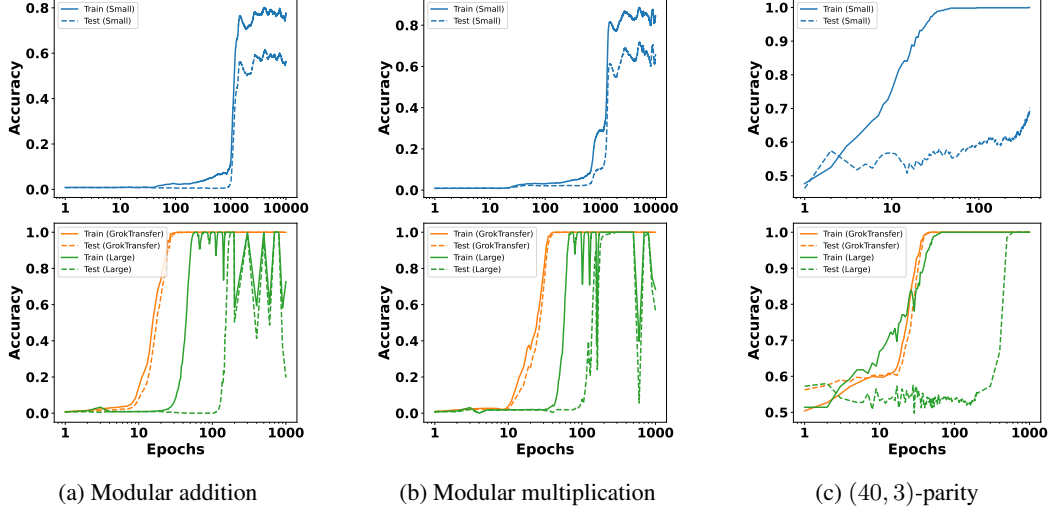 Train (Small)
Test (Small)
Accuracy
0.8
0.6
0.4
0.2
0.0
1
10
100
1000
10000
Train (Small)
Test (Small)
Accuracy
0.8
0.6
0.4
0.2
0.0
1
10
100
1000
10000
Train (Small)
Test (Small)
Accuracy
1.0
0.9
0.8
0.7
0.6
0.5
1
10
100
Train (GrokTransfer)
Test (GrokTransfer)
Train (Large)
Test (Large)
Accuracy
1.0
0.8
0.6
0.4
0.2
0.0
1
10
100
1000
Epochs
Train (GrokTransfer)
Test (GrokTransfer)
Train (Large)
Test (Large)
Accuracy
1.0
0.8
0.6
0.4
0.2
0.0
1
10
100
1000
Epochs
Train (GrokTransfer)
Test (GrokTransfer)
Train (Large)
Test (Large)
Accuracy
1.0
0.9
0.8
0.7
0.6
0.5
1
10
100
1000
Epochs
(a) Modular addition
(b) Modular multiplication
(c) (40, 3)-parity